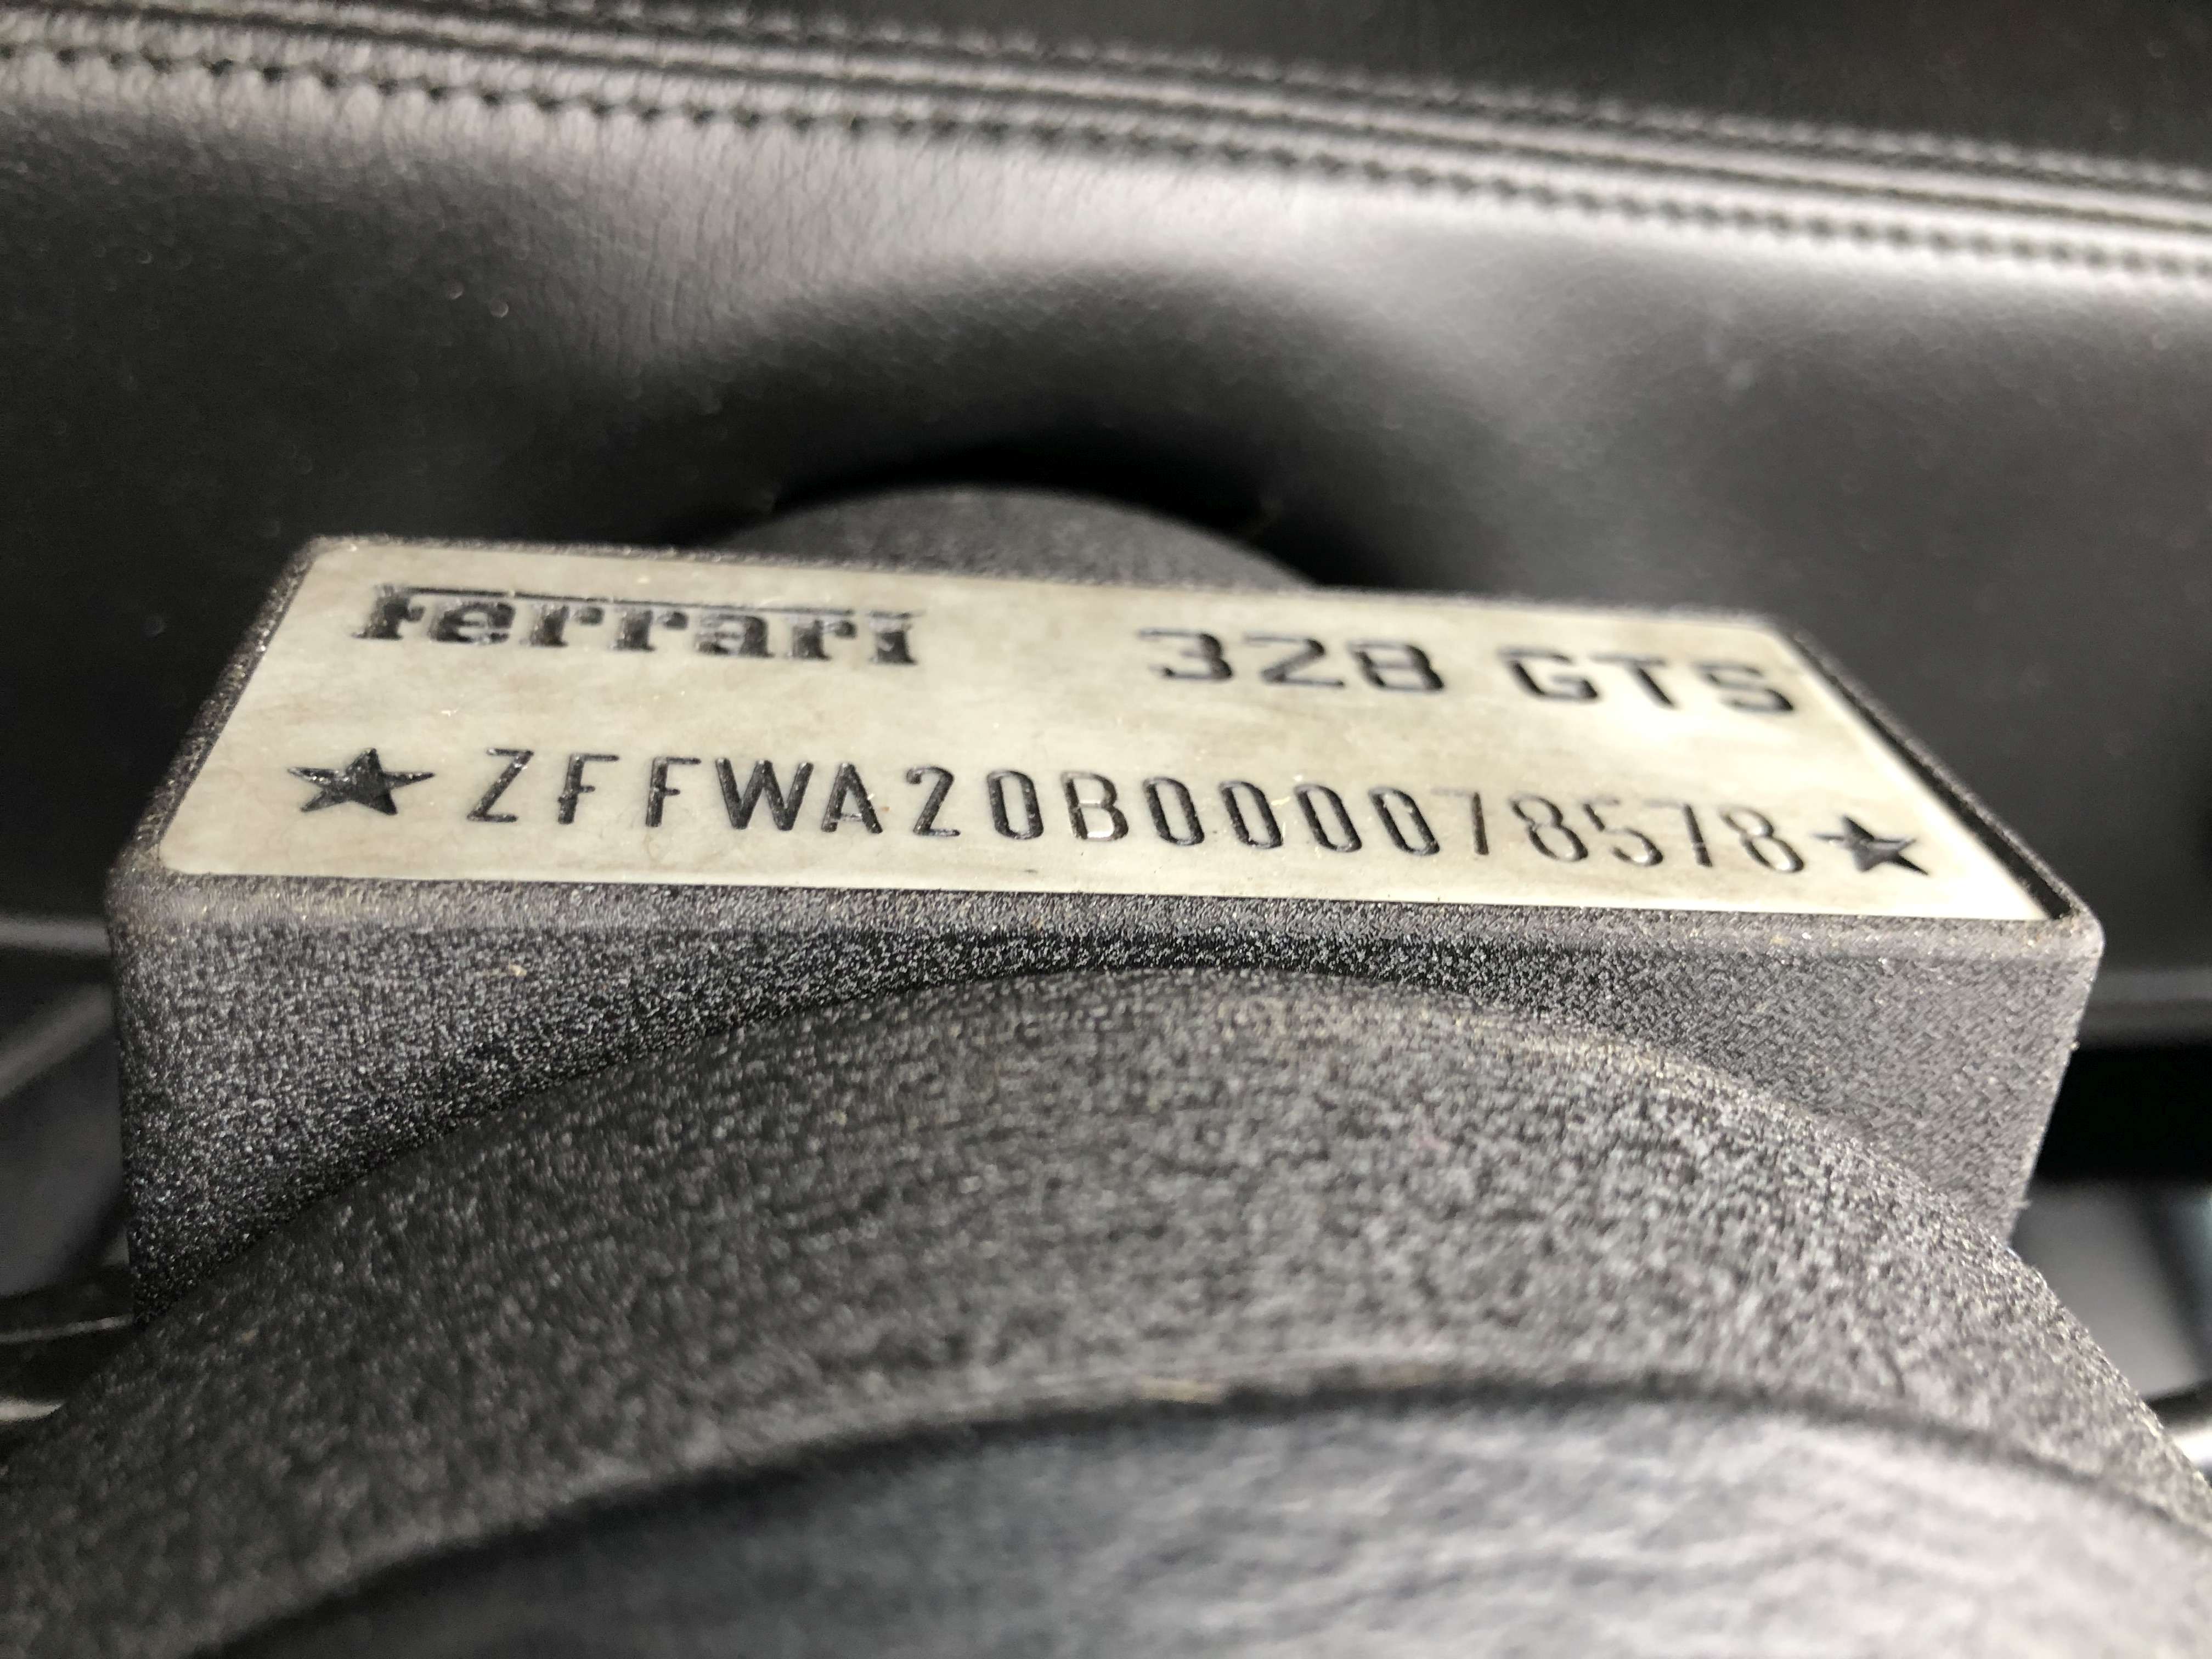 Ferrari 328 GTS
★ ZFFWA20B000078578 ★